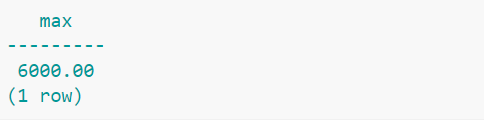 max
---------
6000.00
(1 row)